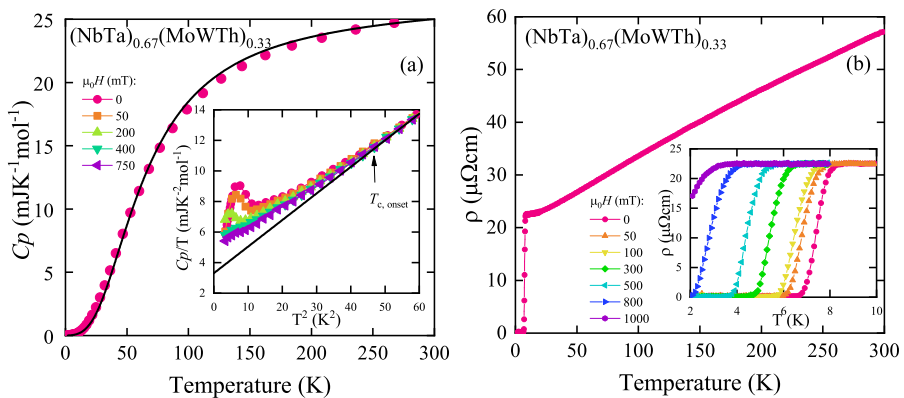 (NbTa)0.67(MoWTh)0.33
(a)
μ0H (mT):
0
50
200
400
750
Cp (mJK-1mol-1)
25
20
15
10
5
0
0 50 100 150 200 250 300
Temperature (K)
14
12
10
8
6
4
2
Cp/T (mJK-2mol-1)
Tc, onset
0 10 20 30 40 50 60
T2 (K2)
(NbTa)0.67(MoWTh)0.33
(b)
ρ (μΩcm)
60
50
40
30
20
10
0
μ0H (mT):
0
50
100
300
500
800
1000
ρ (μΩcm)
25
20
15
10
5
0
2 4 6 8 10
T (K)
0 50 100 150 200 250 300
Temperature (K)